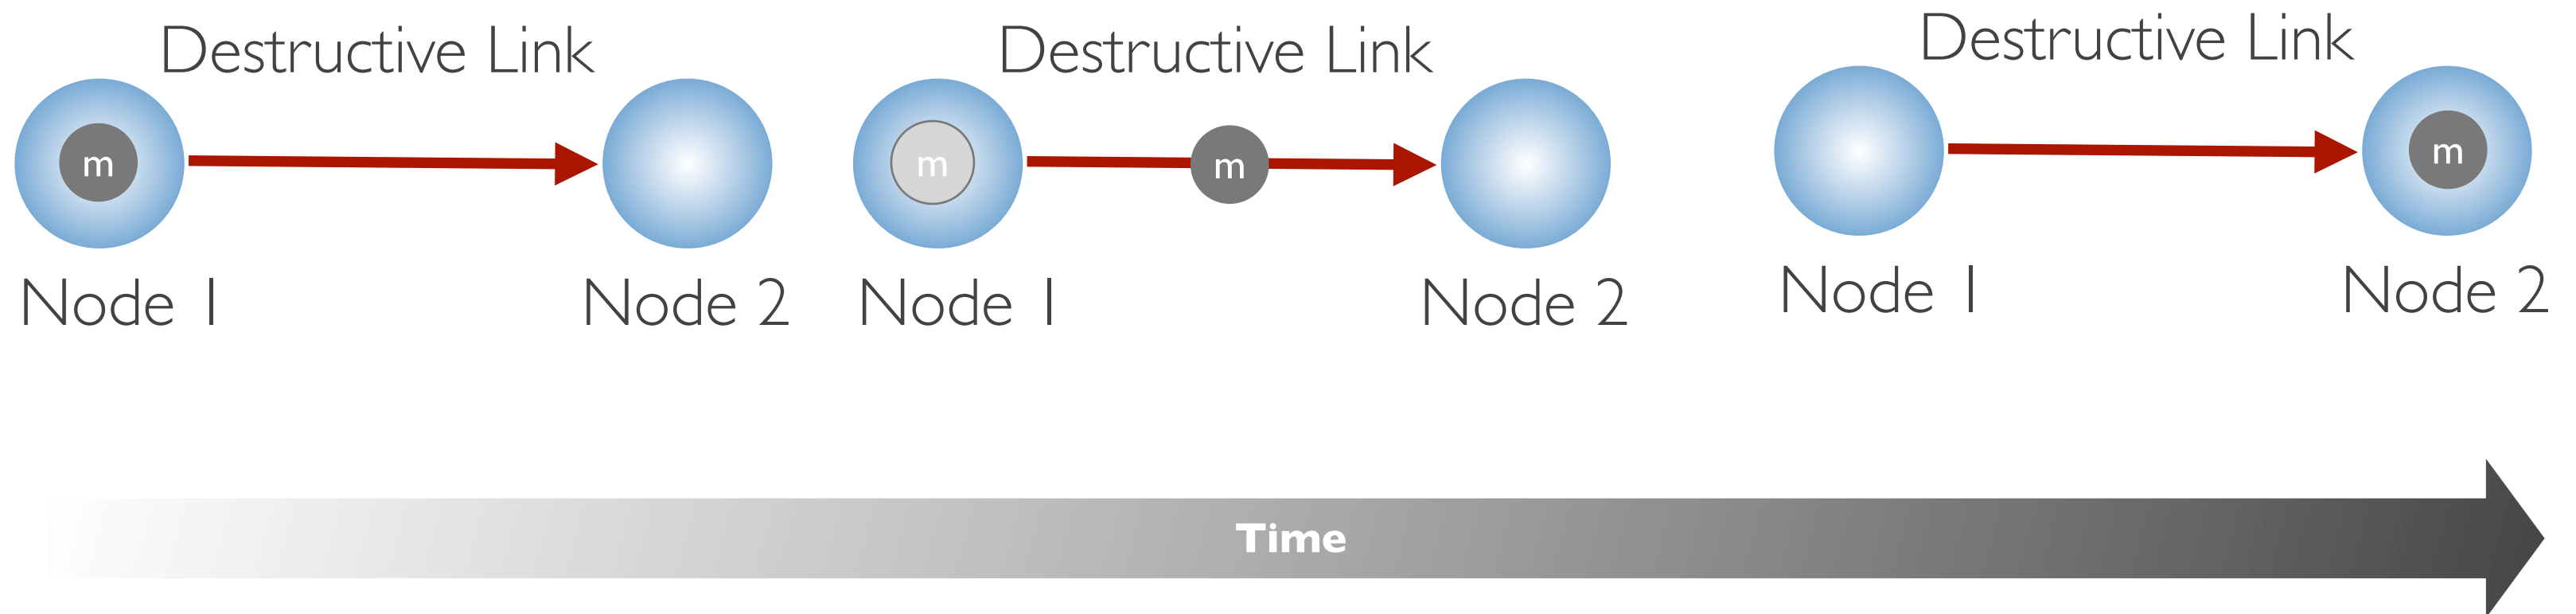 Destructive Link
m
Node 1
Node 2
Destructive Link
m
m
Node 1
Node 2
Destructive Link
m
Node 1
Node 2
Time